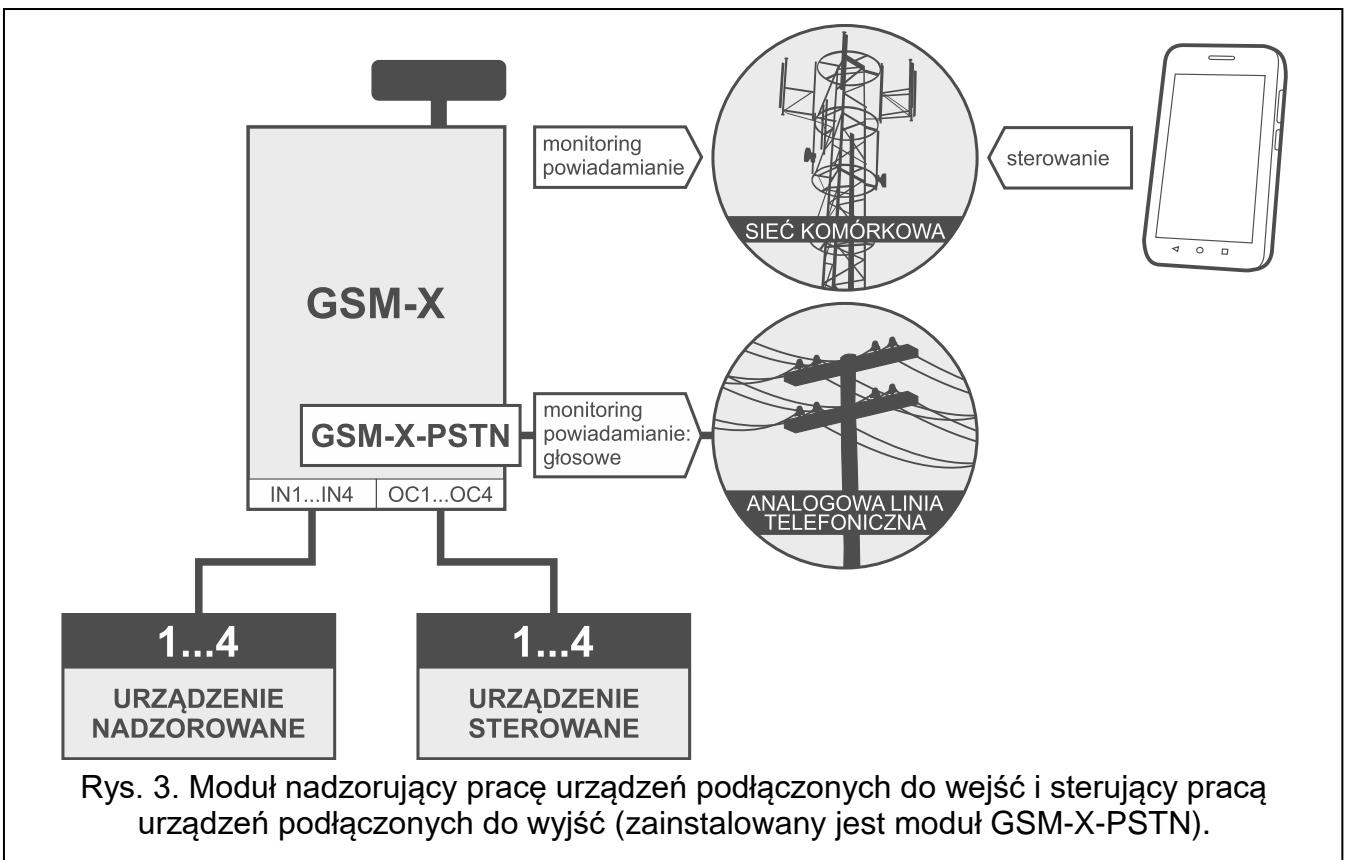 monitoring
powiadamianie
sterowanie
SIEĆ KOMÓRKOWA
GSM-X
GSM-X-PSTN
monitoring
powiadamianie:
głosowe
IN1...IN4
OC1...OC4
ANALOGOWA LINIA
TELEFONICZNA
1...4
URZĄDZENIE
NADZOROWANE
1...4
URZĄDZENIE
STEROWANE
Rys. 3. Moduł nadzorujący pracę urządzeń podłączonych do wejść i sterujący pracą
urządzeń podłączonych do wyjść (zainstalowany jest moduł GSM-X-PSTN).